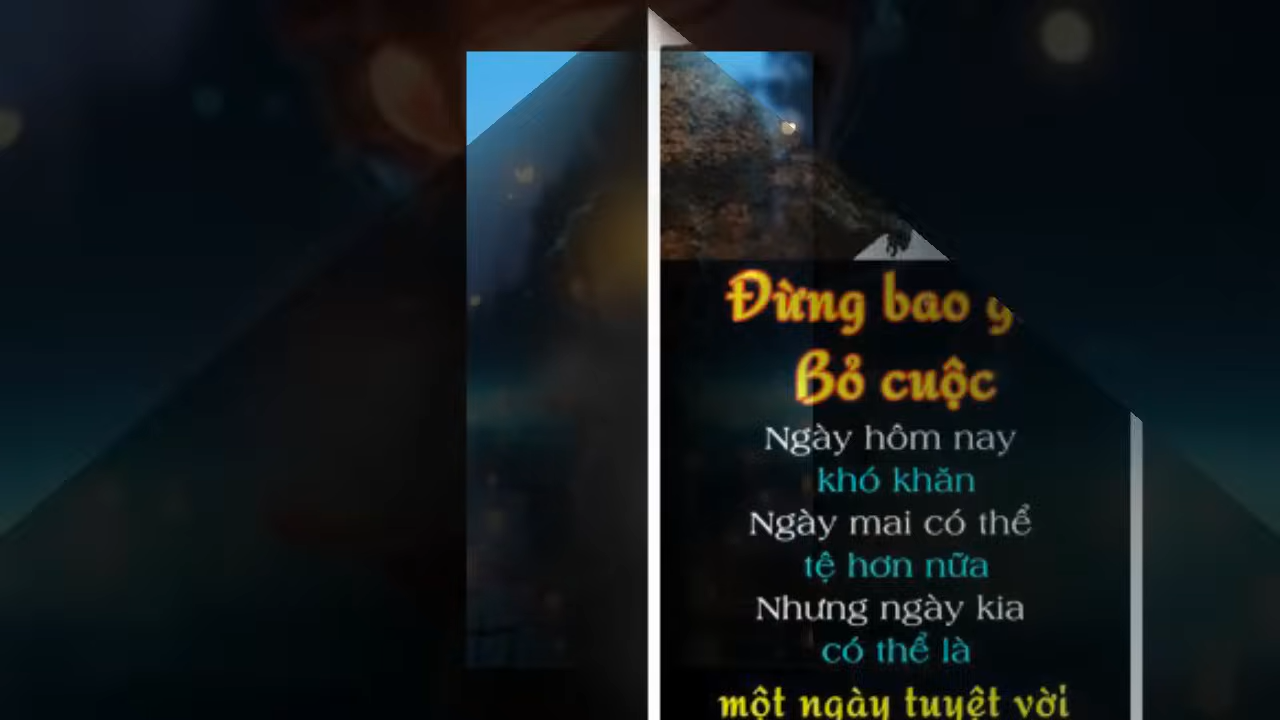 Đừng bao g
Bỏ cuộc
Ngày hôm nay
khó khăn
Ngày mai có thể
tệ hơn nữa
Nhưng ngày kia
có thể là
một ngày tuyệt vời